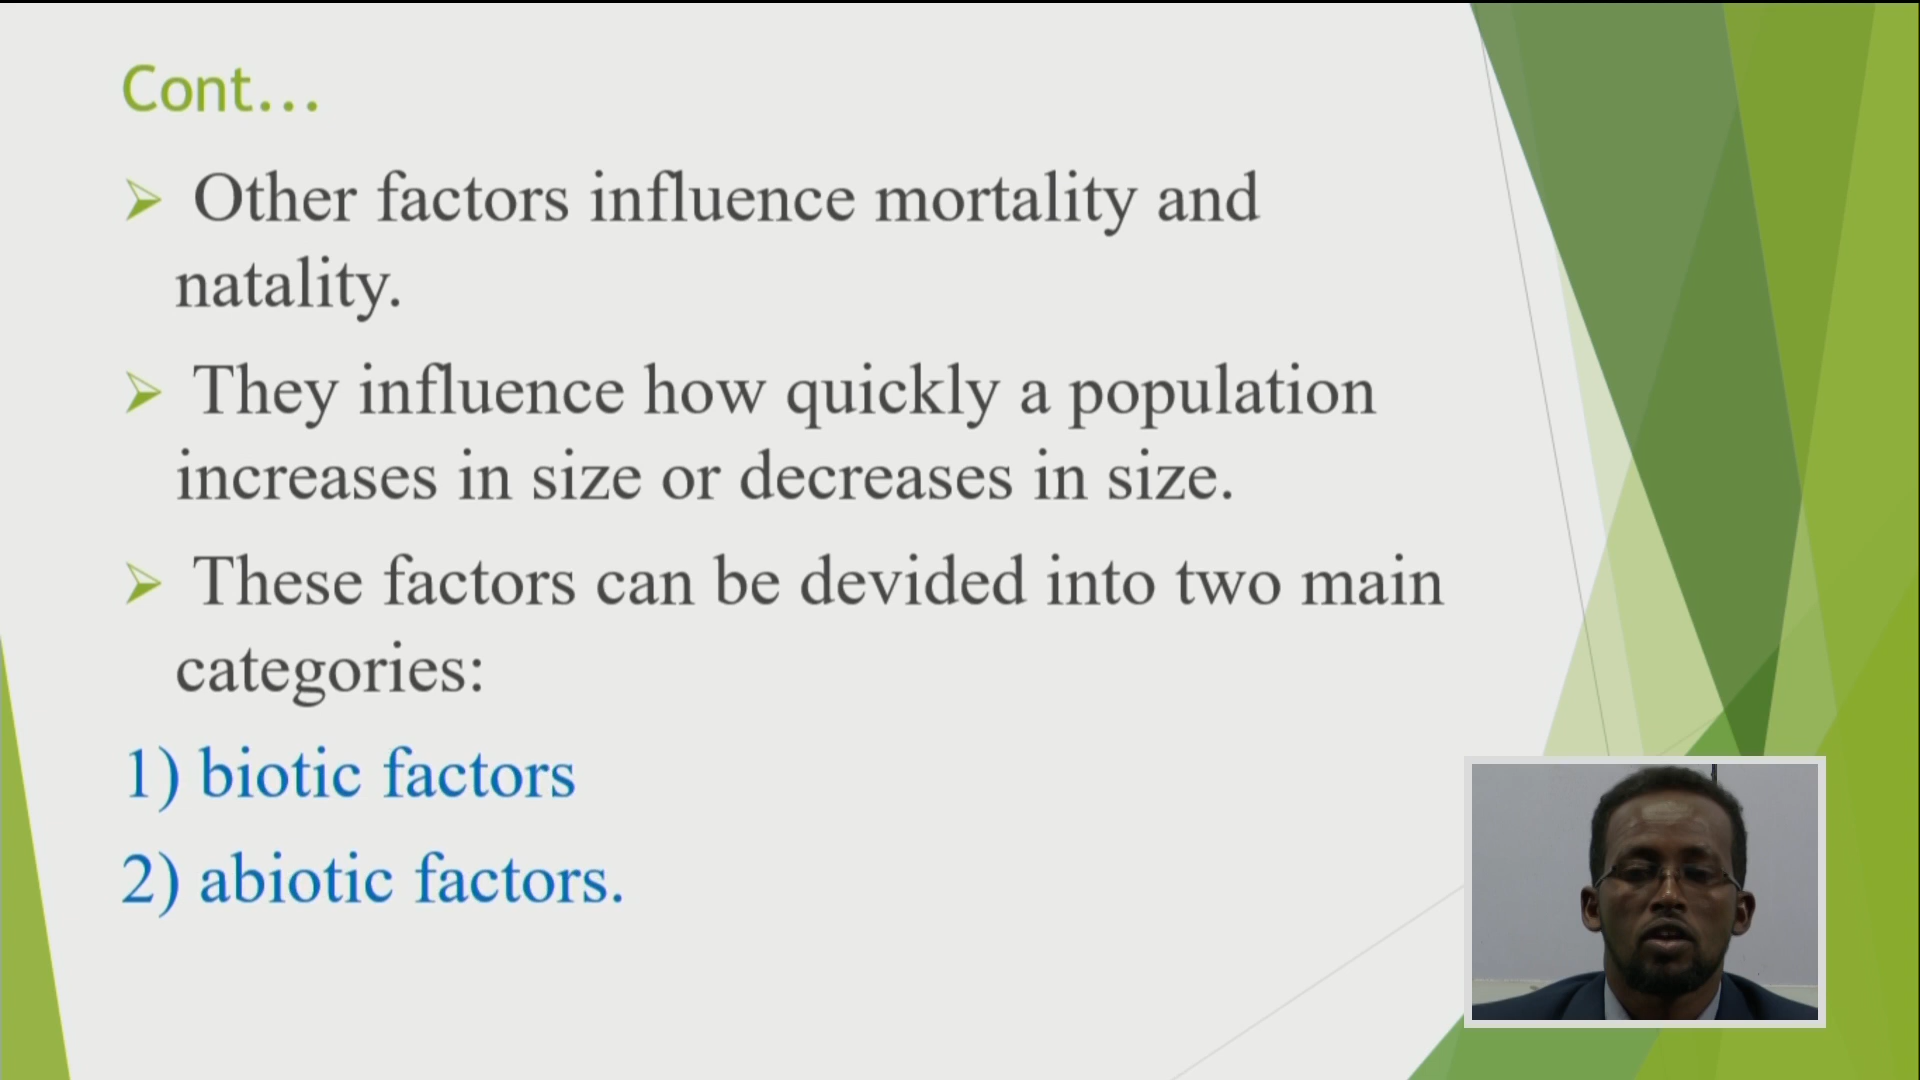 Cont...
Other factors influence mortality and
natality.
They influence how quickly a population
increases in size or decreases in size.
These factors can be devided into two main
categories:
1) biotic factors
2) abiotic factors.